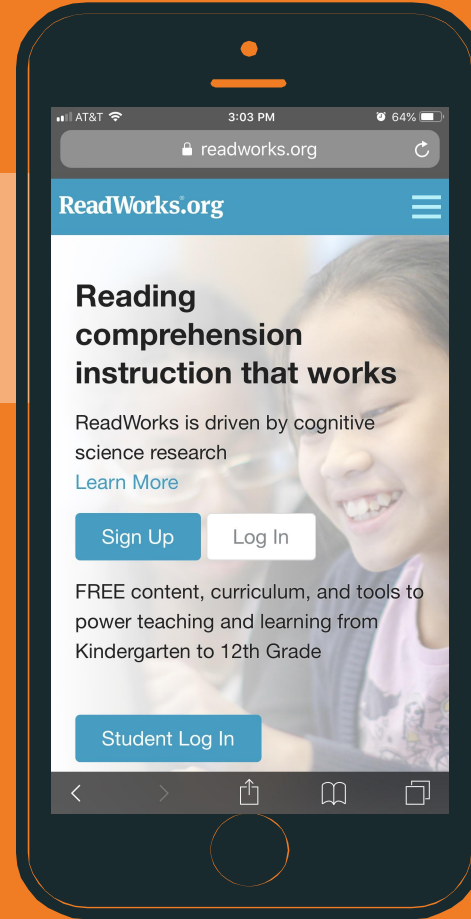 AT&T 3:03 PM 64%
readworks.org
ReadWorks.org
Reading
comprehension
instruction that works
ReadWorks is driven by cognitive
science research
Learn More
Sign Up Log In
FREE content, curriculum, and tools to
power teaching and learning from
Kindergarten to 12th Grade
Student Log In